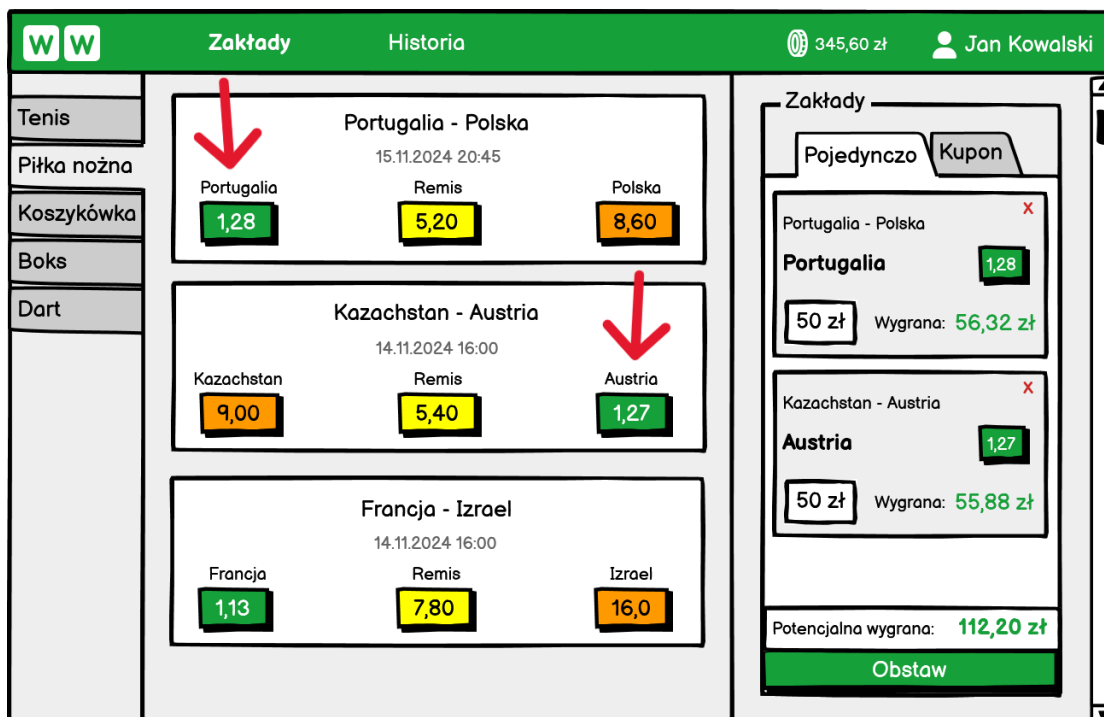 W W
Zakłady
Historia
345,60 zł
Jan Kowalski
Tenis
Piłka nożna
Koszykówka
Boks
Dart
Portugalia - Polska
15.11.2024 20:45
Portugalia Remis Polska
1,28 5,20 8,60
Kazachstan - Austria
14.11.2024 16:00
Kazachstan Remis Austria
9,00 5,40 1,27
Francja - Izrael
14.11.2024 16:00
Francja Remis Izrael
1,13 7,80 16,0
Zakłady
Pojedynczo Kupon
x
Portugalia - Polska
Portugalia 1,28
50 zł Wygrana: 56,32 zł
x
Kazachstan - Austria
Austria 1,27
50 zł Wygrana: 55,88 zł
Potencjalna wygrana: 112,20 zł
Obstaw